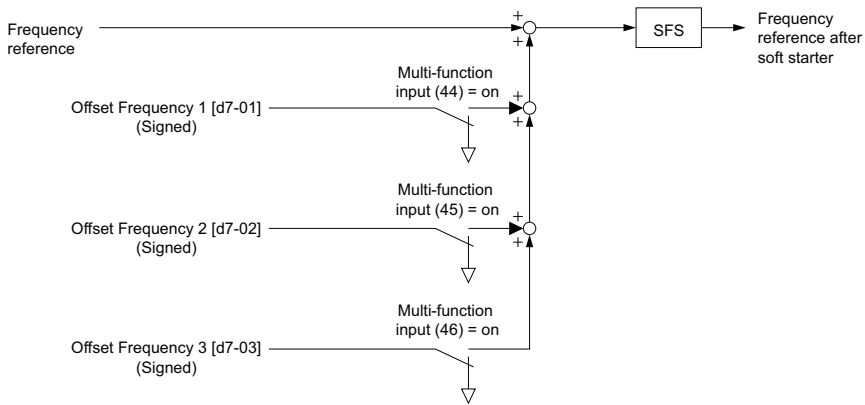 Frequency
reference
+
+
SFS
Frequency
reference after
soft starter
Multi-function
input (44) = on
Offset Frequency 1 [d7-01]
(Signed)
+
+
Multi-function
input (45) = on
Offset Frequency 2 [d7-02]
(Signed)
+
+
Multi-function
input (46) = on
Offset Frequency 3 [d7-03]
(Signed)